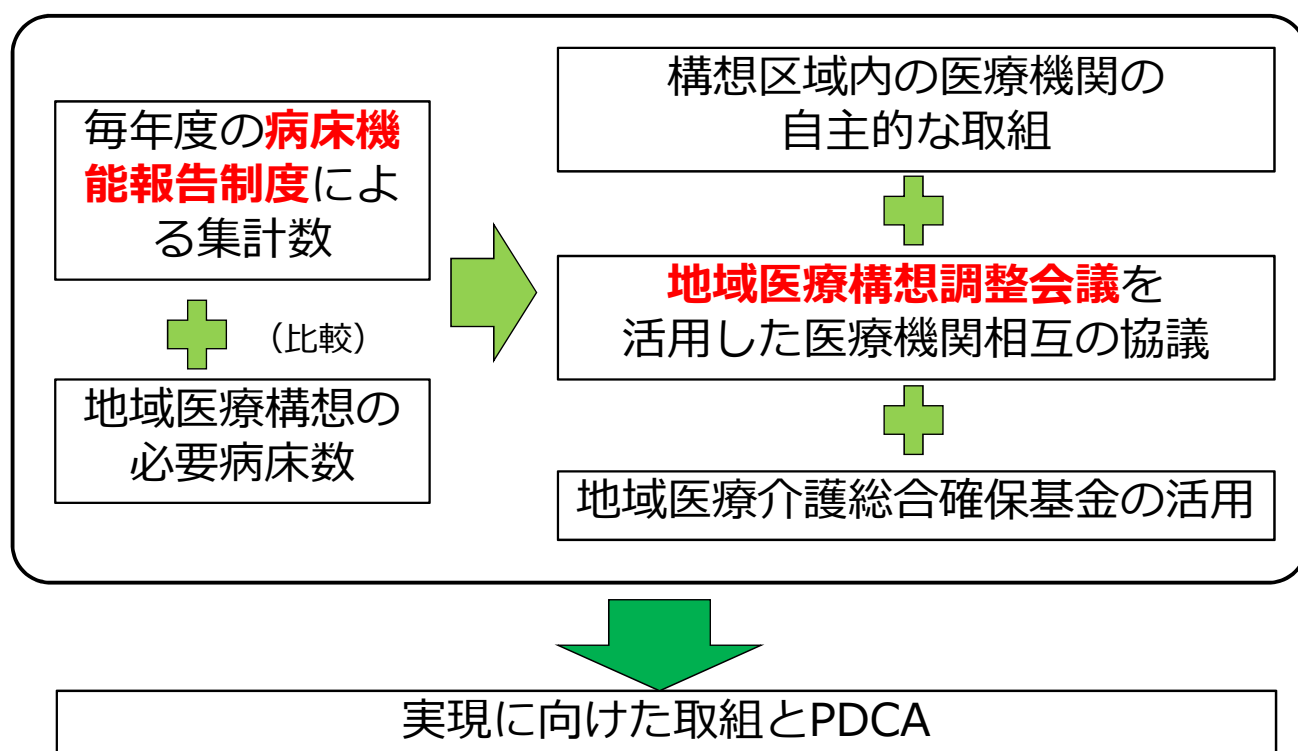 毎年度の病床機
能報告制度によ
る集計数
（比較）
地域医療構想の
必要病床数
構想区域内の医療機関の
自主的な取組
地域医療構想調整会議を
活用した医療機関相互の協議
地域医療介護総合確保基金の活用
実現に向けた取組とPDCA